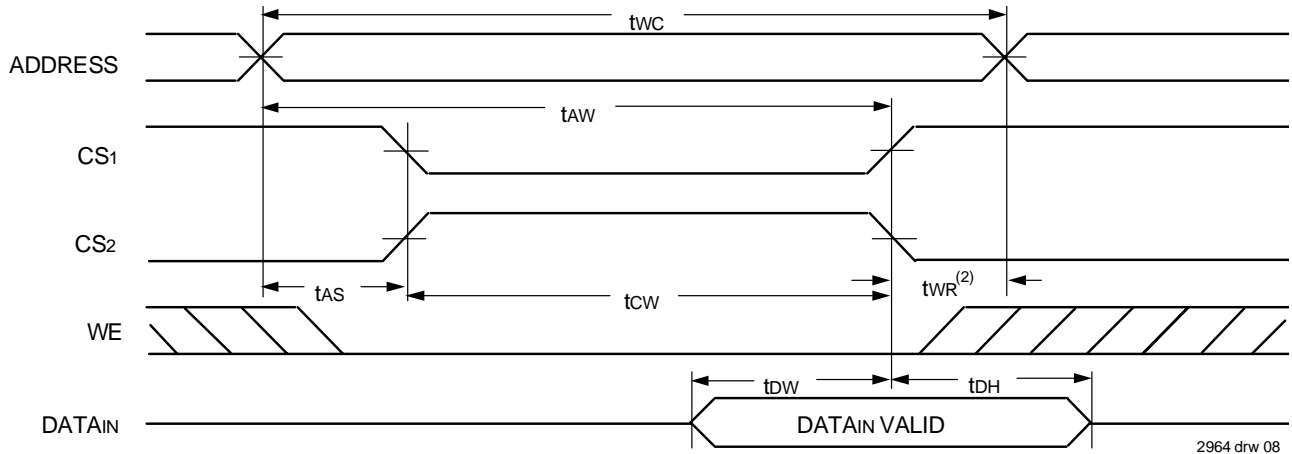 tWC
ADDRESS
tAW
CS1
CS2
tAS
tCW
tWR(2)
WE
tDW
tDH
DATAIN
DATAIN VALID
2964 drw 08